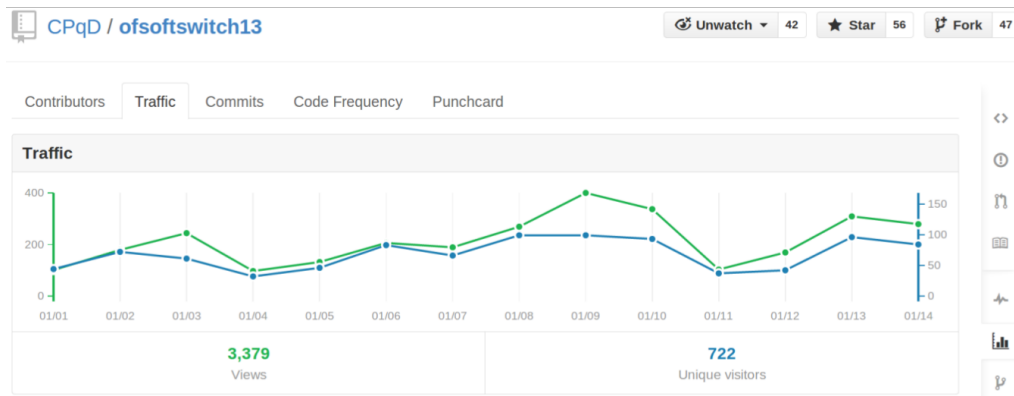 CPqD / ofsoftswitch13
Unwatch 42 Star 56 Fork 47
Contributors Traffic Commits Code Frequency Punchcard
Traffic
400
200
0
150
100
50
0
01/01 01/02 01/03 01/04 01/05 01/06 01/07 01/08 01/09 01/10 01/11 01/12 01/13 01/14
3,379 722
Views Unique visitors